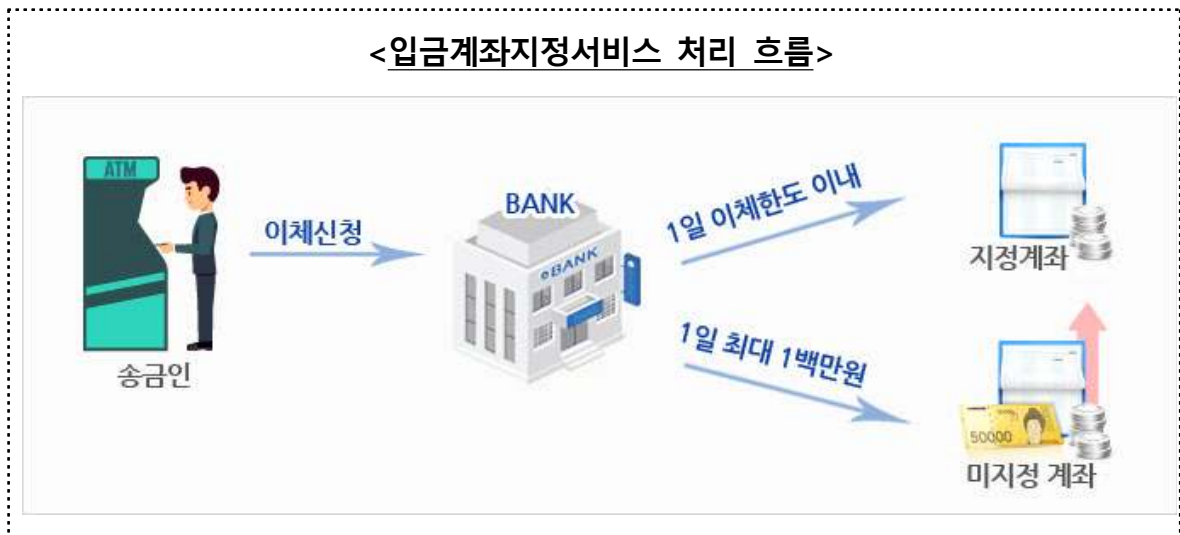 <입금계좌지정서비스 처리 흐름>
ATM
이체신청
송금인
BANK
eBANK
1일 이체한도 이내
지정계좌
1일 최대 1백만원
50000
미지정 계좌